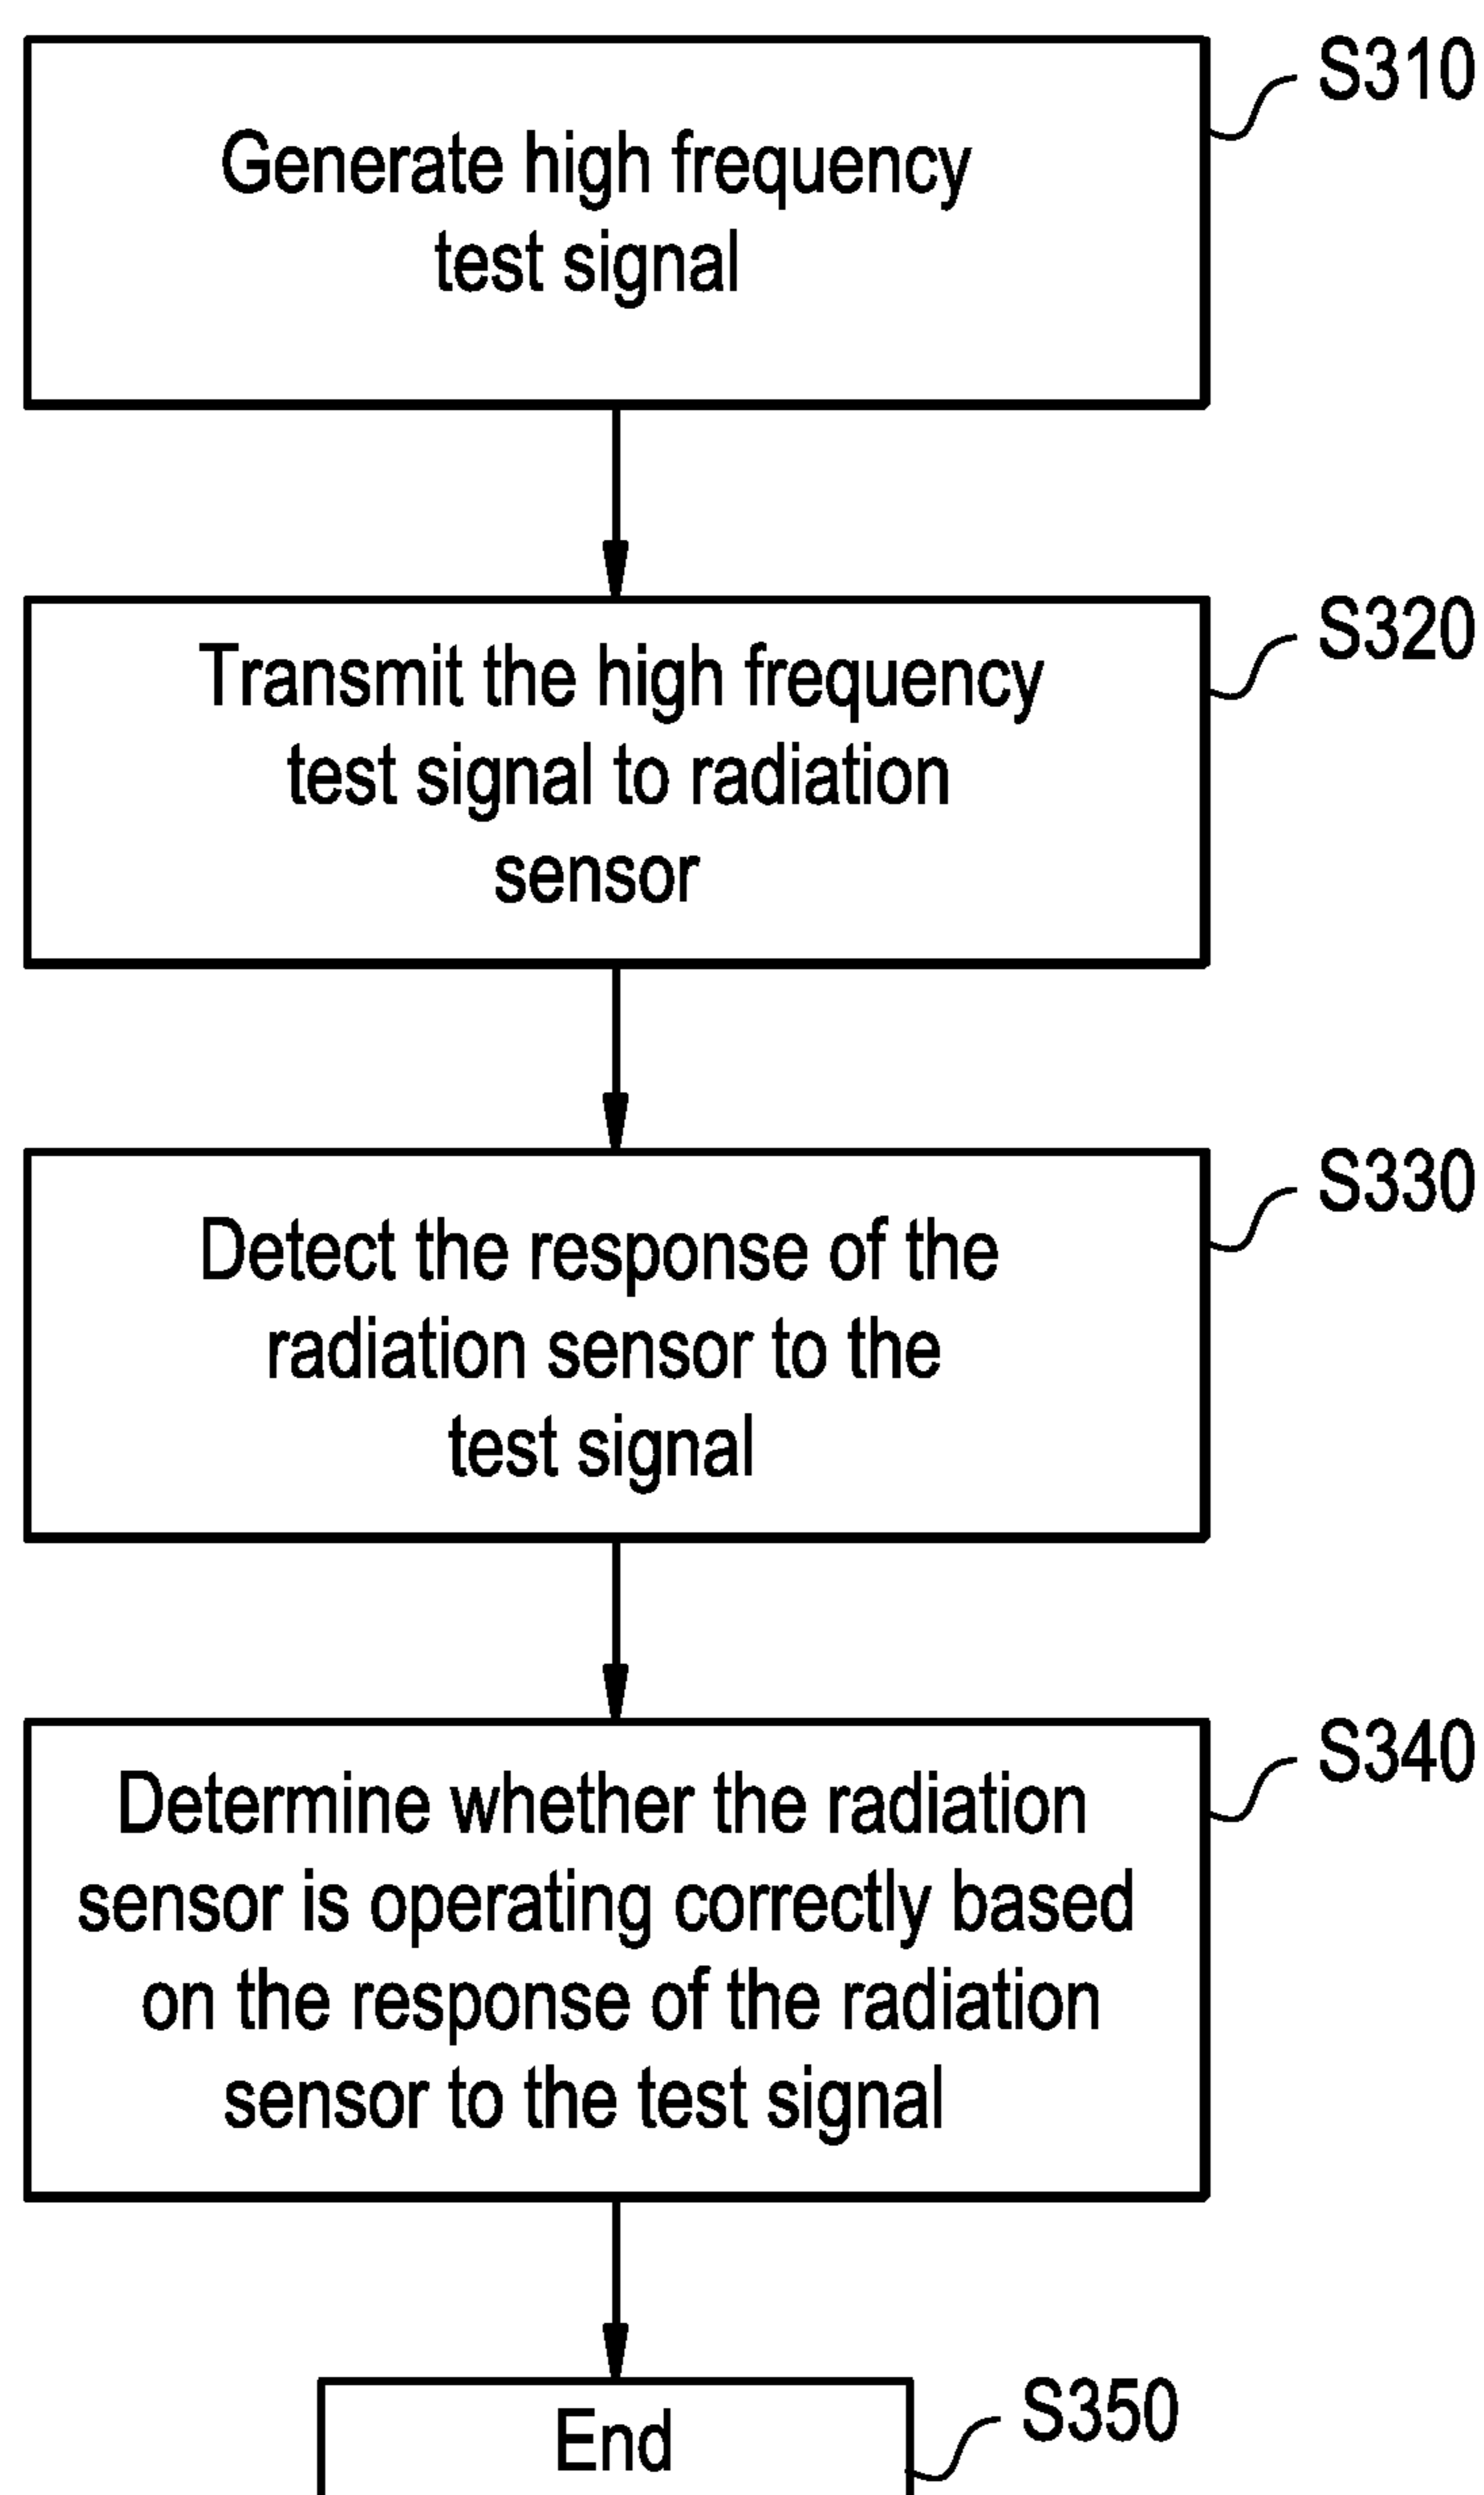 S310
Generate high frequency
test signal
S320
Transmit the high frequency
test signal to radiation
sensor
S330
Detect the response of the
radiation sensor to the
test signal
S340
Determine whether the radiation
sensor is operating correctly based
on the response of the radiation
sensor to the test signal
S350
End